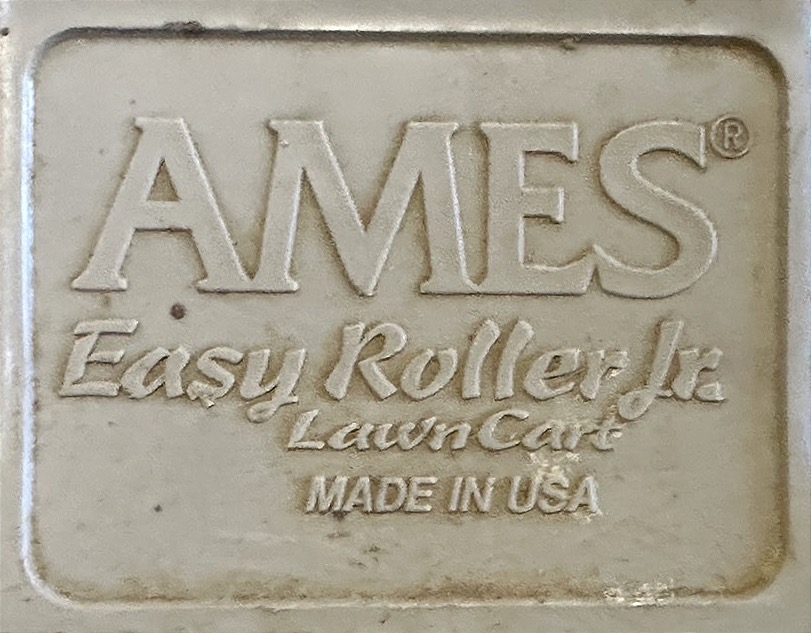 AMES®
Easy Roller Jr.
Lawn Cart
MADE IN USA